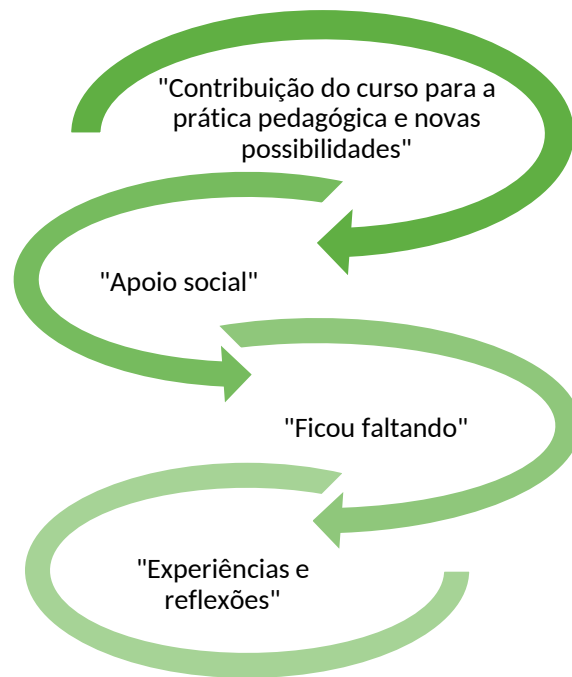 "Contribuição do curso para a
prática pedagógica e novas
possibilidades"
"Apoio social"
"Ficou faltando"
"Experiências e
reflexões"